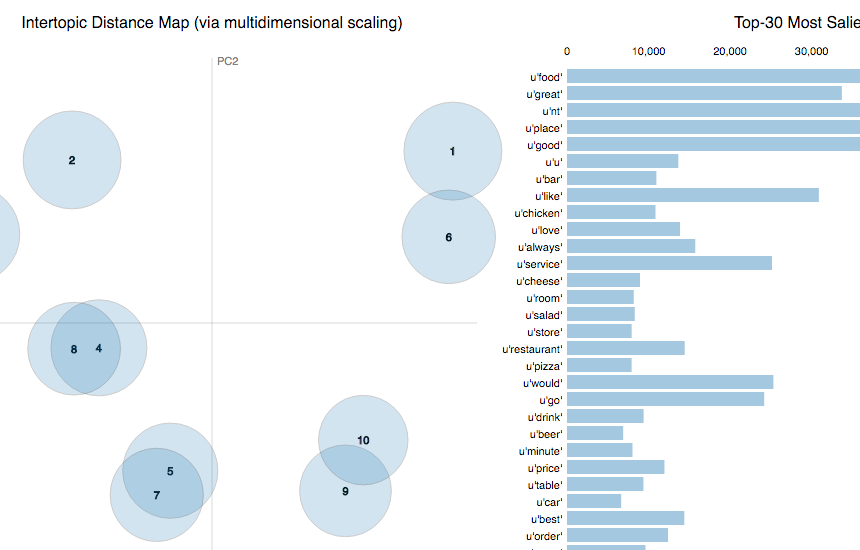 Intertopic Distance Map (via multidimensional scaling)
PC2
2
1
6
8
4
5
7
10
9
Top-30 Most Salie
0
10,000
20,000
30,000
u'food'
u'great'
u'nt'
u'place'
u'good'
u'u'
u'bar'
u'like'
u'chicken'
u'love'
u'always'
u'service'
u'cheese'
u'room'
u'salad'
u'store'
u'restaurant'
u'pizza'
u'would'
u'go'
u'drink'
u'beer'
u'minute'
u'price'
u'table'
u'car'
u'best'
u'order'